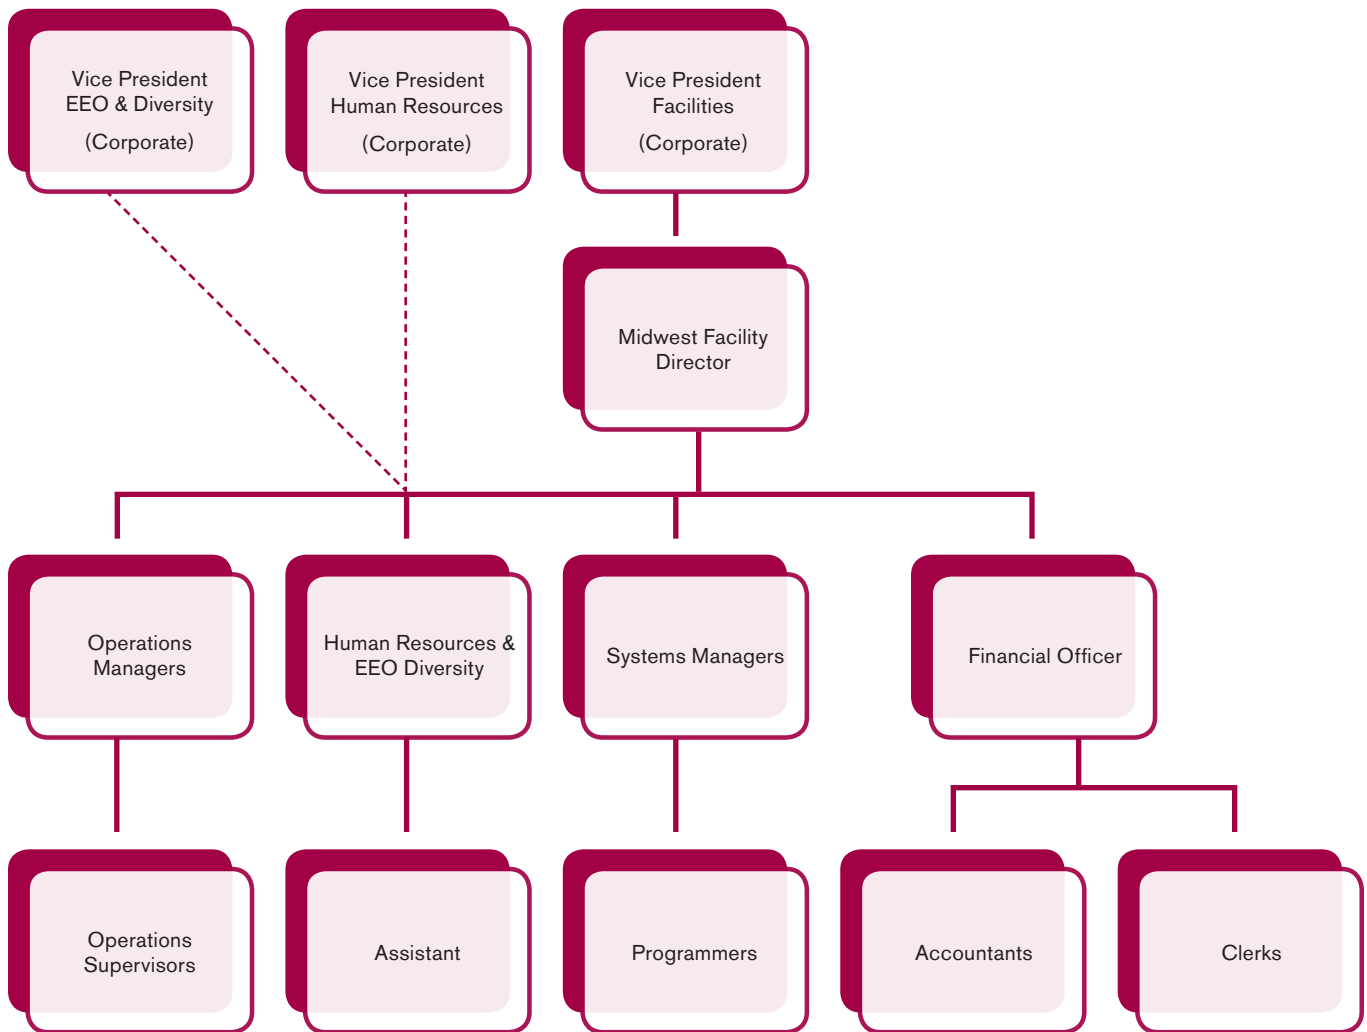 Vice President
EEO & Diversity
(Corporate)
Vice President
Human Resources
(Corporate)
Vice President
Facilities
(Corporate)
Midwest Facility
Director
Operations
Managers
Human Resources &
EEO Diversity
Systems Managers
Financial Officer
Operations
Supervisors
Assistant
Programmers
Accountants
Clerks